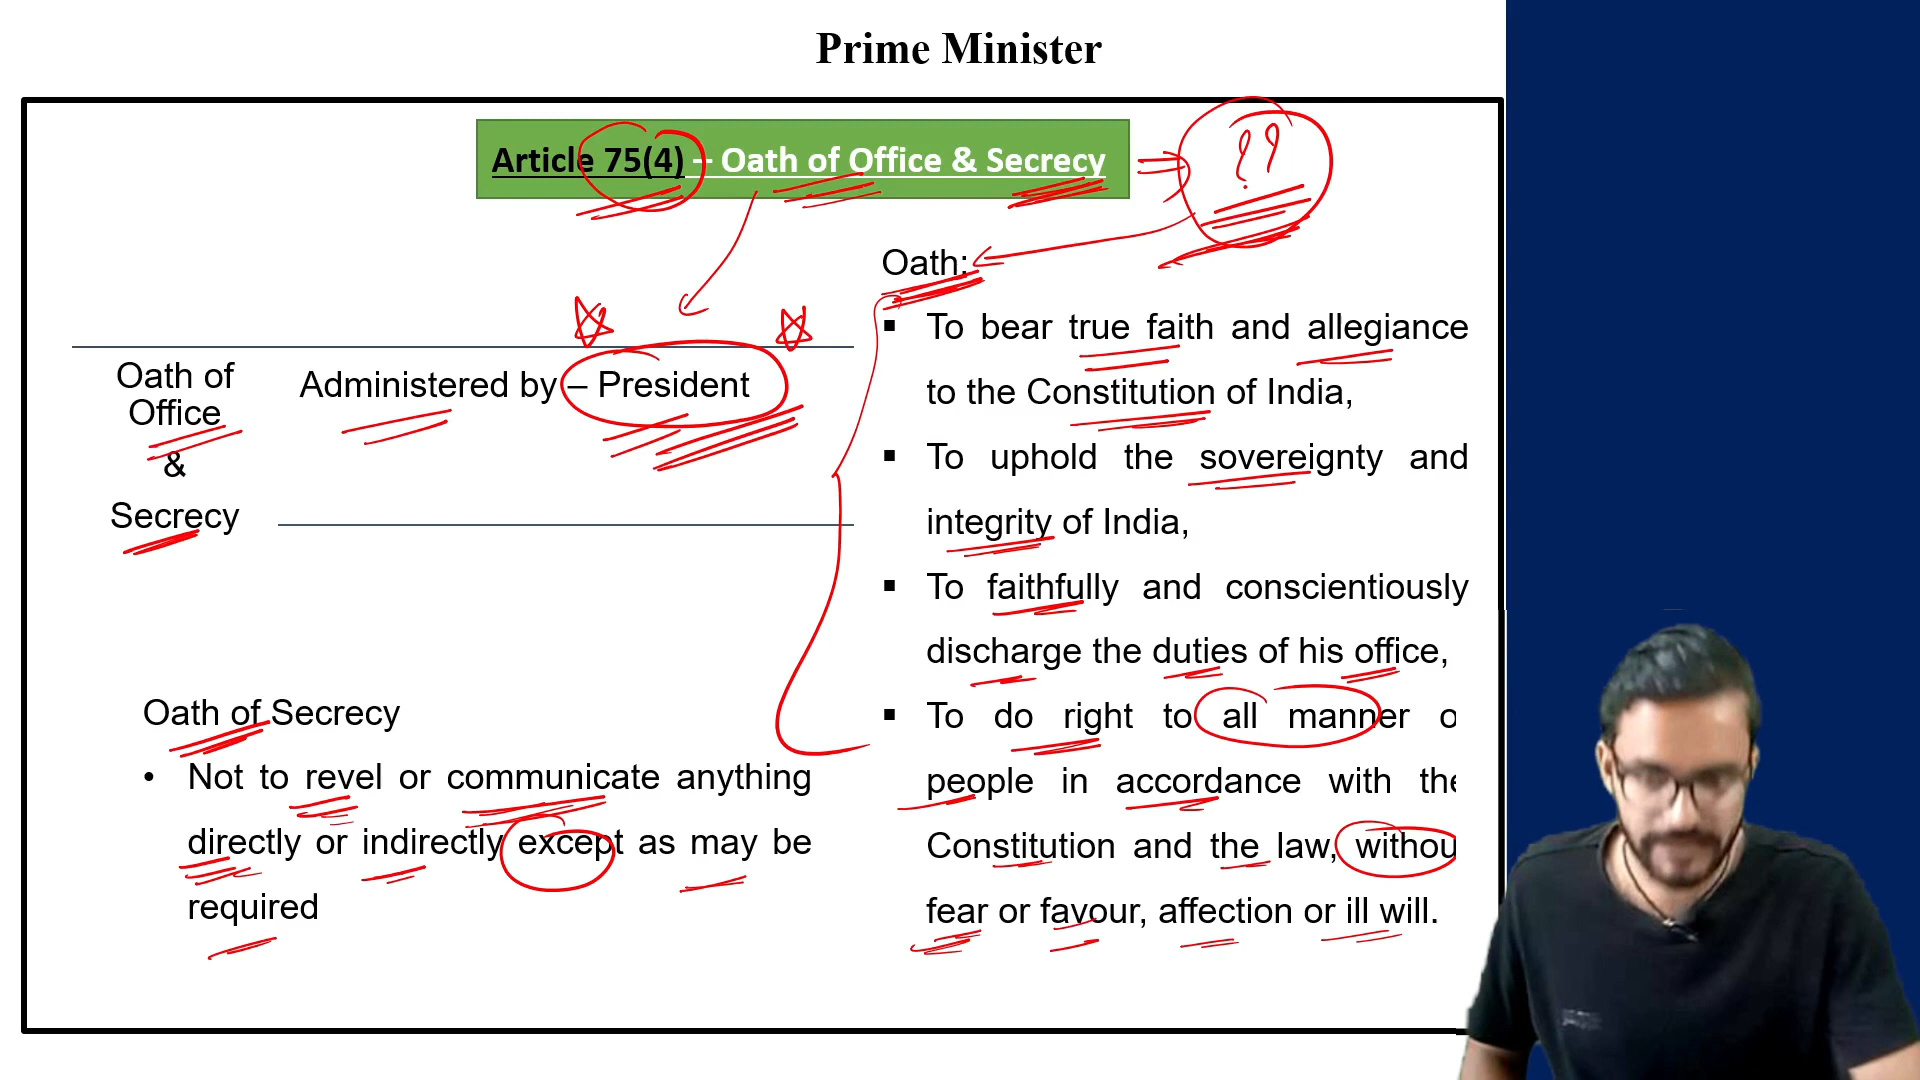 Prime Minister
Article 75(4) – Oath of Office & Secrecy
??
Oath of
Office
&
Secrecy
Administered by – President
Oath of Secrecy
• Not to revel or communicate anything
directly or indirectly except as may be
required
Oath:
▪ To bear true faith and allegiance
to the Constitution of India,
▪ To uphold the sovereignty and
integrity of India,
▪ To faithfully and conscientiously
discharge the duties of his office,
▪ To do right to all manner o
people in accordance with the
Constitution and the law, withou
fear or favour, affection or ill will.